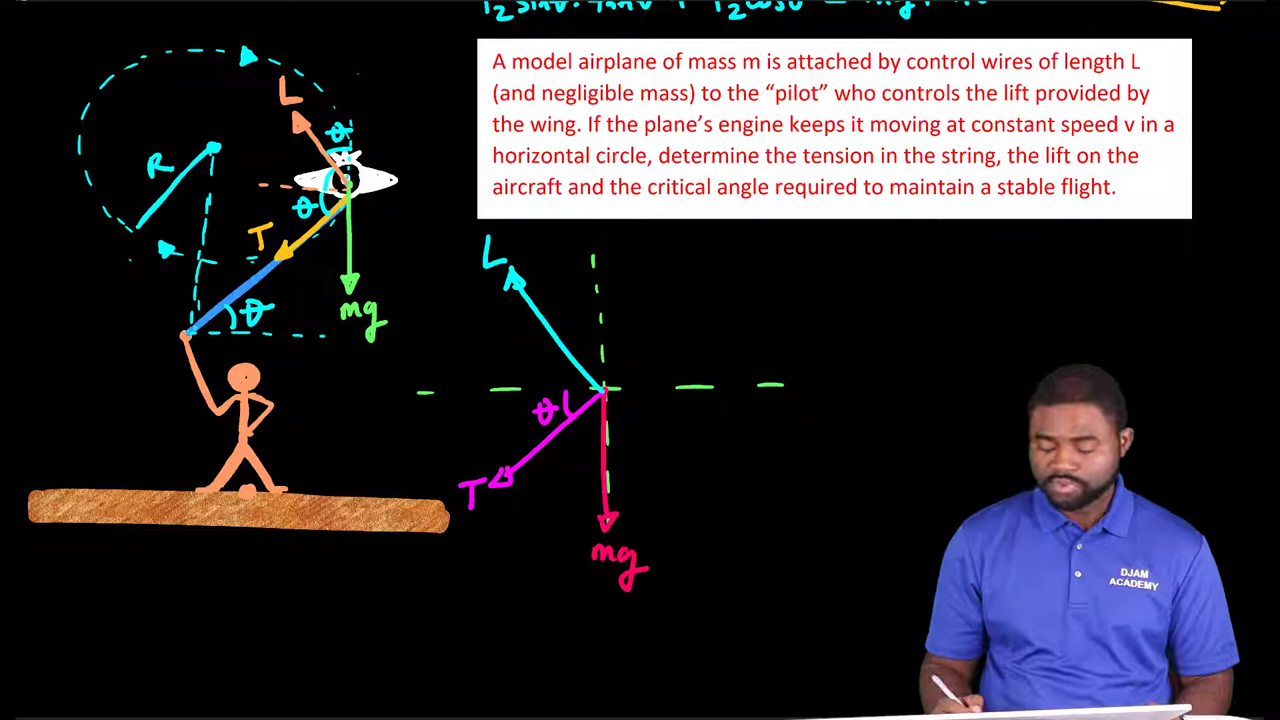 A model airplane of mass m is attached by control wires of length L
(and negligible mass) to the “pilot” who controls the lift provided by
the wing. If the plane’s engine keeps it moving at constant speed v in a
horizontal circle, determine the tension in the string, the lift on the
aircraft and the critical angle required to maintain a stable flight.
L
θ
R
θ
T
θ
mg
L
θ
T
mg
DJAM
ACADEMY